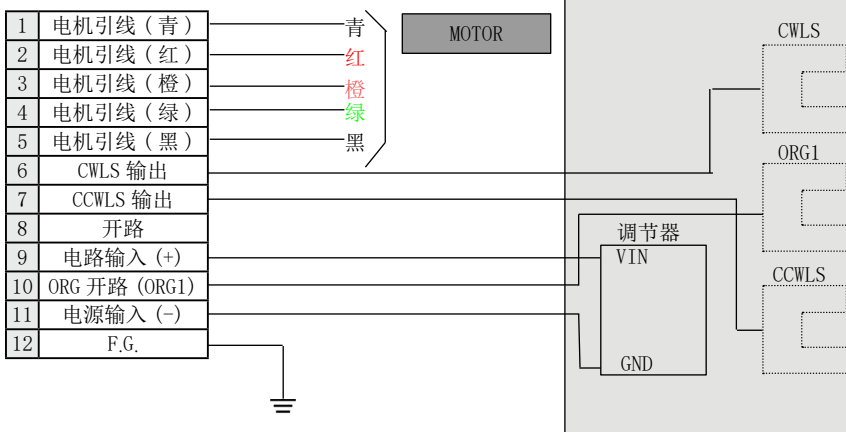 1 电机引线(青) 青
2 电机引线(红) 红
3 电机引线(橙) 橙
4 电机引线(绿) 绿
5 电机引线(黑) 黑
6 CWLS 输出
7 CCWLS 输出
8 开路
9 电路输入 (+)
10 ORG 开路 (ORG1)
11 电源输入 (-)
12 F.G.
MOTOR
调节器
VIN
GND
CWLS
ORG1
CCWLS